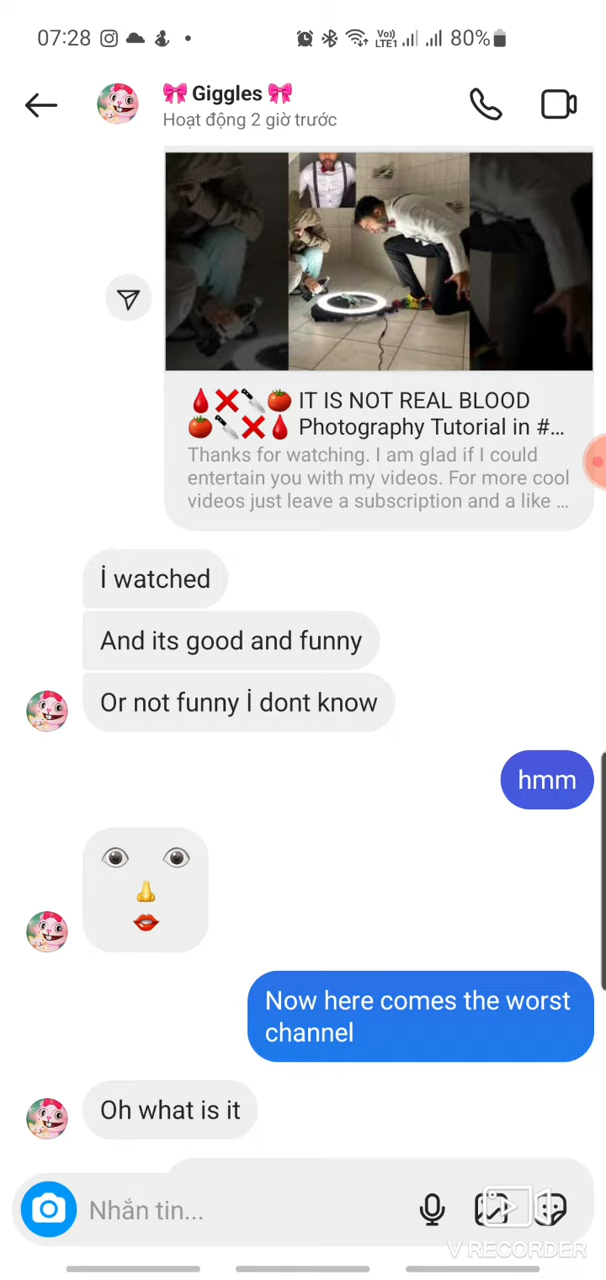 07:28
Vo))
LTE1
80%
🎀 Giggles 🎀
Hoạt động 2 giờ trước
🩸❌🔪🍅 IT IS NOT REAL BLOOD
🍅🔪❌🩸 Photography Tutorial in #...
Thanks for watching. I am glad if I could
entertain you with my videos. For more cool
videos just leave a subscription and a like ...
İ watched
And its good and funny
Or not funny İ dont know
hmm
Now here comes the worst
channel
Oh what is it
Nhắn tin...
V RECORDER